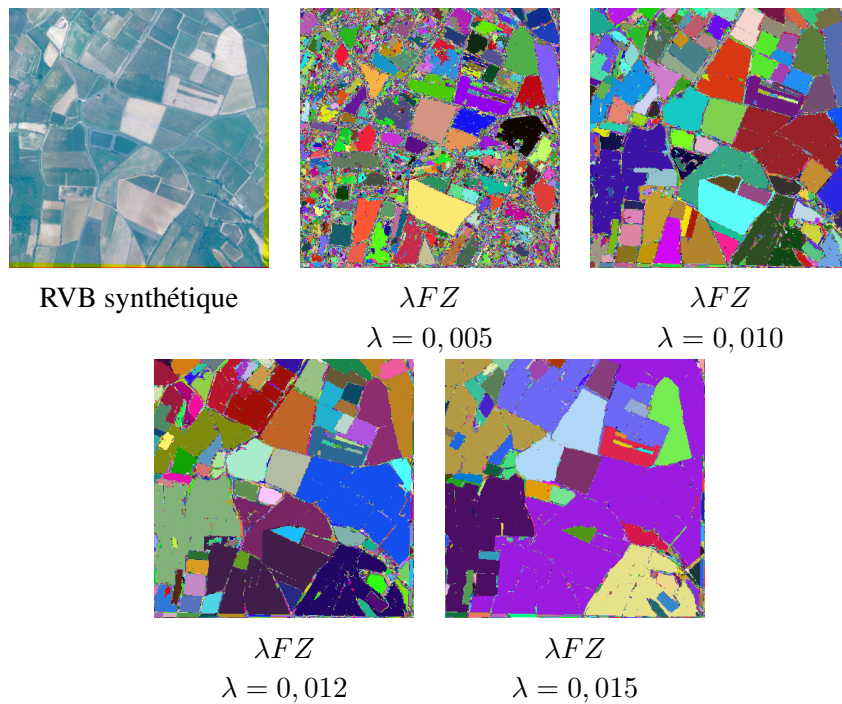 RVB synthétique
λFZ
λ = 0,005
λFZ
λ = 0,010
λFZ
λ = 0,012
λFZ
λ = 0,015